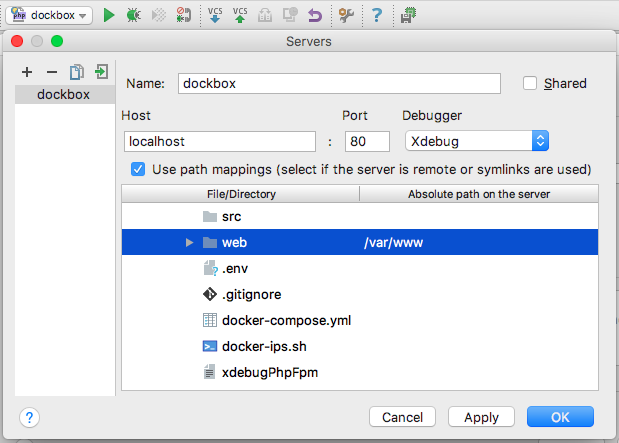 dockbox
VCS VCS ?
Servers
dockbox
Name: dockbox Shared
Host Port Debugger
localhost : 80 Xdebug
Use path mappings (select if the server is remote or symlinks are used)
File/Directory Absolute path on the server
src
web /var/www
.env
.gitignore
docker-compose.yml
docker-ips.sh
xdebugPhpFpm
? Cancel Apply OK